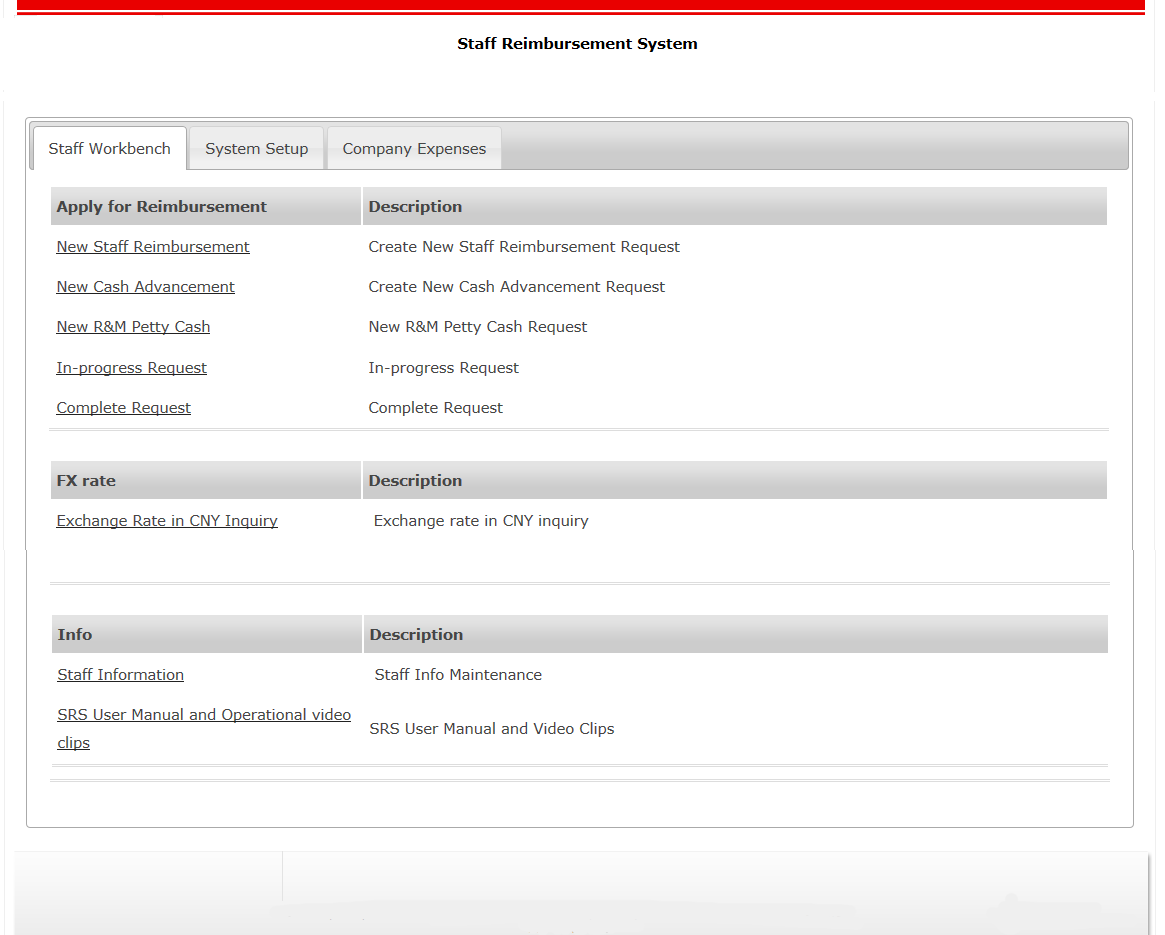 Staff Reimbursement System
Staff Workbench System Setup Company Expenses
Apply for Reimbursement Description
New Staff Reimbursement Create New Staff Reimbursement Request
New Cash Advancement Create New Cash Advancement Request
New R&M Petty Cash New R&M Petty Cash Request
In-progress Request In-progress Request
Complete Request Complete Request
FX rate Description
Exchange Rate in CNY Inquiry Exchange rate in CNY inquiry
Info Description
Staff Information Staff Info Maintenance
SRS User Manual and Operational video
clips
SRS User Manual and Video Clips